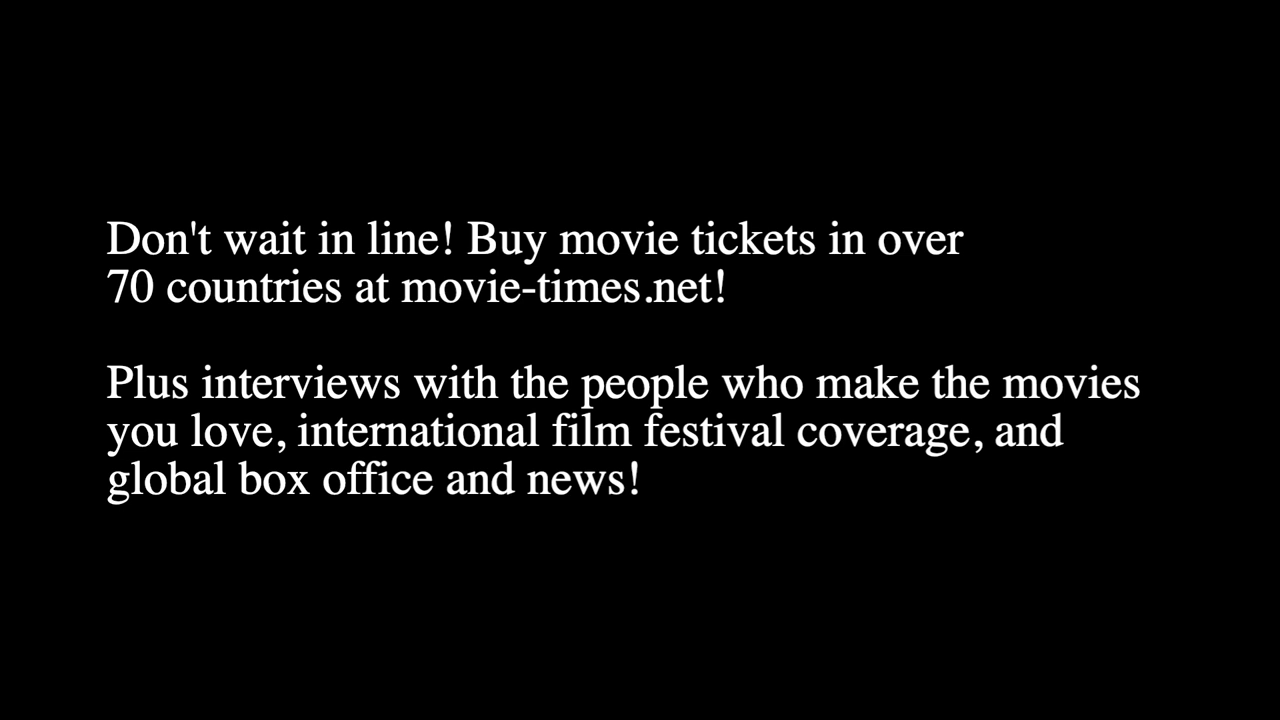 Don't wait in line! Buy movie tickets in over
70 countries at movie-times.net!
Plus interviews with the people who make the movies
you love, international film festival coverage, and
global box office and news!